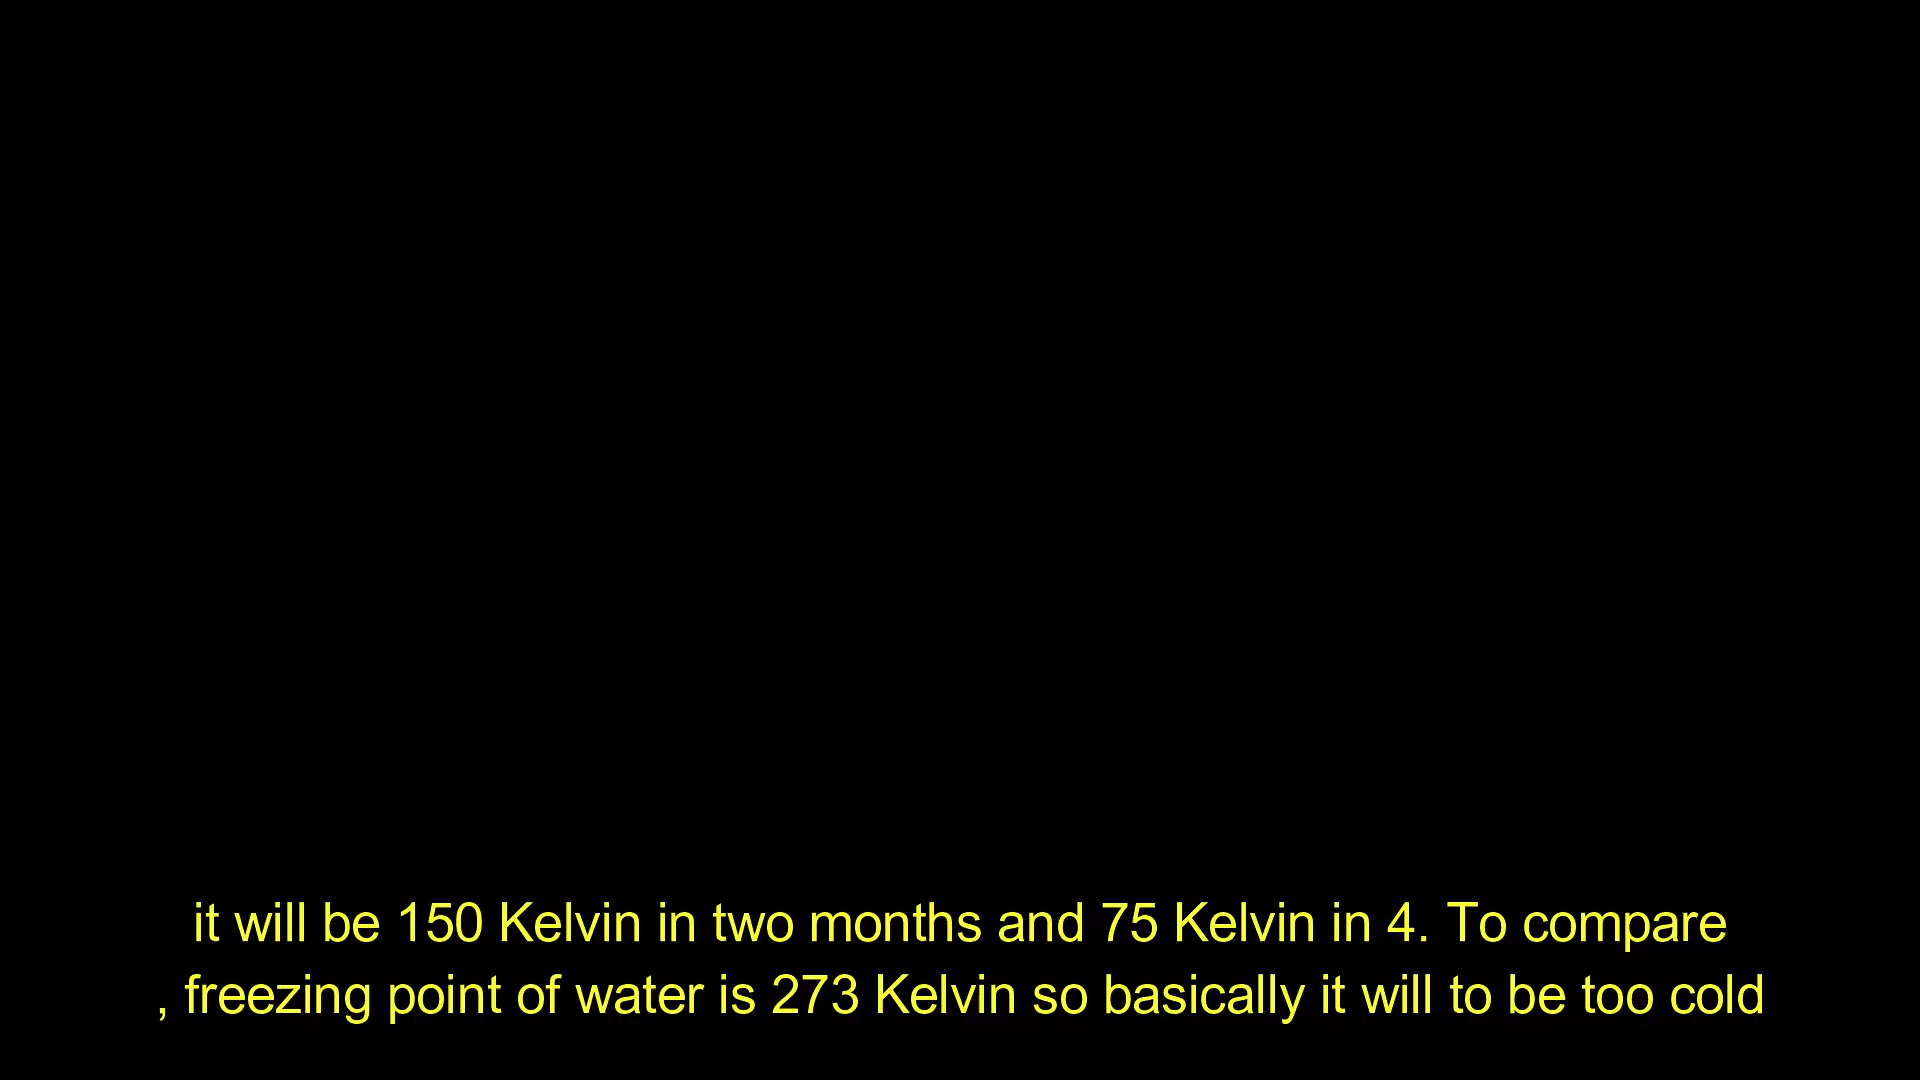 it will be 150 Kelvin in two months and 75 Kelvin in 4. To compare
, freezing point of water is 273 Kelvin so basically it will to be too cold